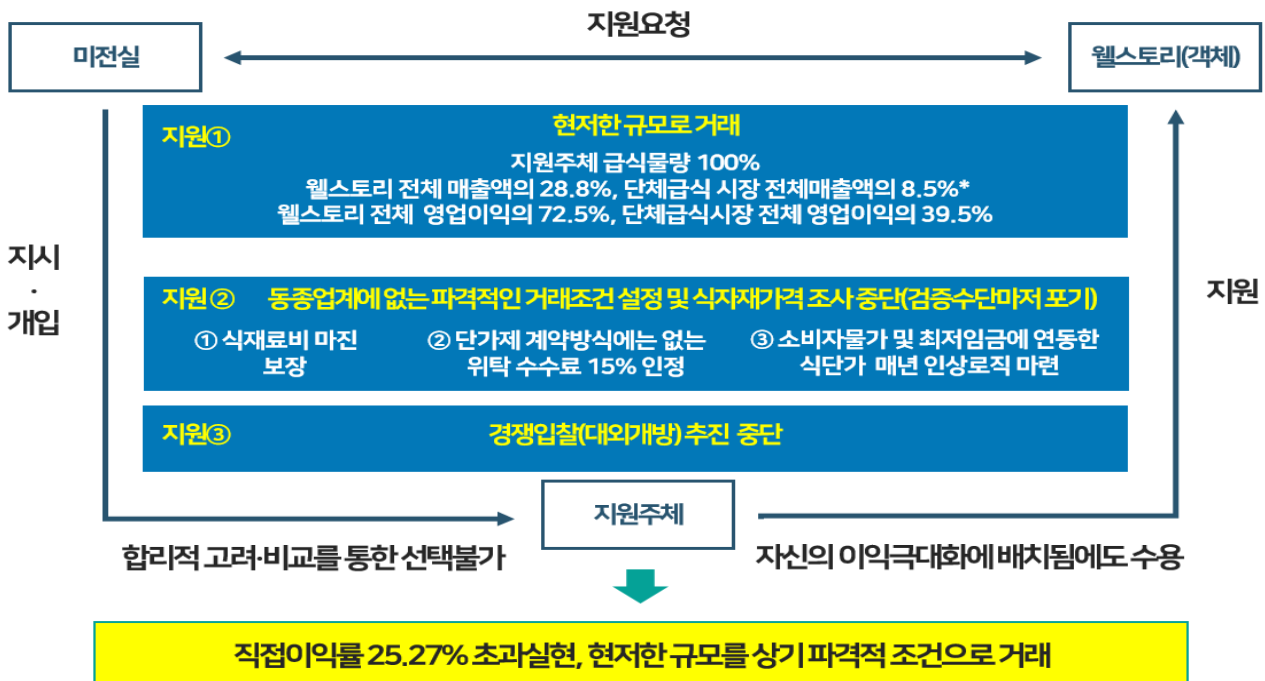 지원요청
미전실
웰스토리(객체)
지원①
현저한 규모로 거래
지원주체 급식물량 100%
웰스토리 전체 매출액의 28.8%, 단체급식 시장 전체매출액의 8.5%*
웰스토리 전체 영업이익의 72.5%, 단체급식시장 전체 영업이익의 39.5%
지시
·
개입
지원
지원② 동종업계에 없는 파격적인 거래조건 설정 및 식자재가격 조사 중단(검증수단마저 포기)
① 식재료비 마진
보장
② 단가제 계약방식에는 없는
위탁 수수료 15% 인정
③ 소비자물가 및 최저임금에 연동한
식단가 매년 인상로직 마련
지원③
경쟁입찰(대외개방) 추진 중단
지원주체
합리적 고려·비교를 통한 선택불가
자신의 이익극대화에 배치됨에도 수용
직접이익률 25.27% 초과실현, 현저한 규모를 상기 파격적 조건으로 거래